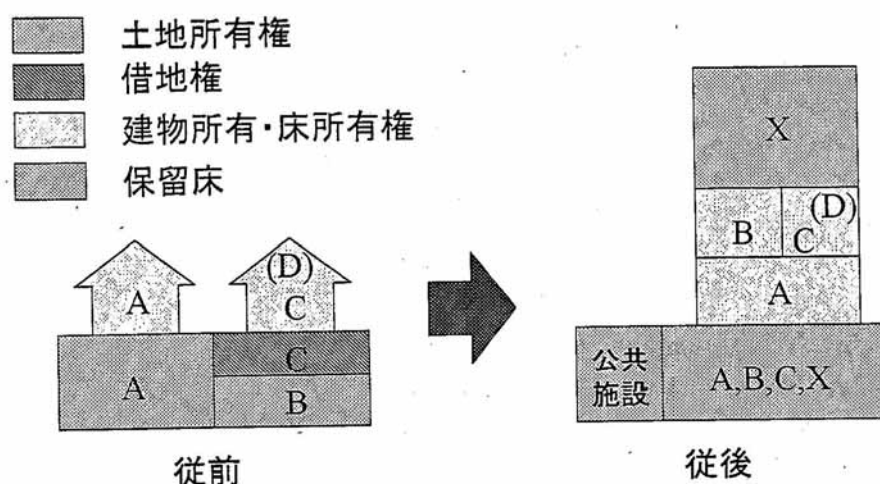 土地所有権
借地権
建物所有・床所有権
保留床
A
(D)
C
A
C
B
従前
X
B
(D)
C
A
公共
施設
A,B,C,X
従後